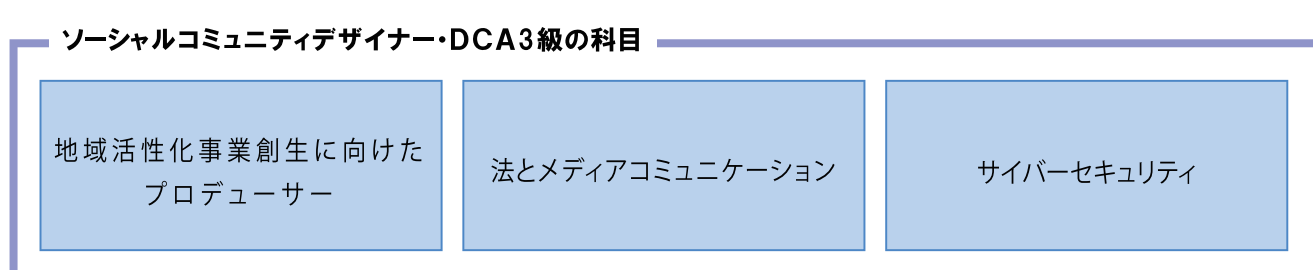 ソーシャルコミュニティデザイナー・DCA3級の科目
地域活性化事業創生に向けた
プロデューサー
法とメディアコミュニケーション
サイバーセキュリティ